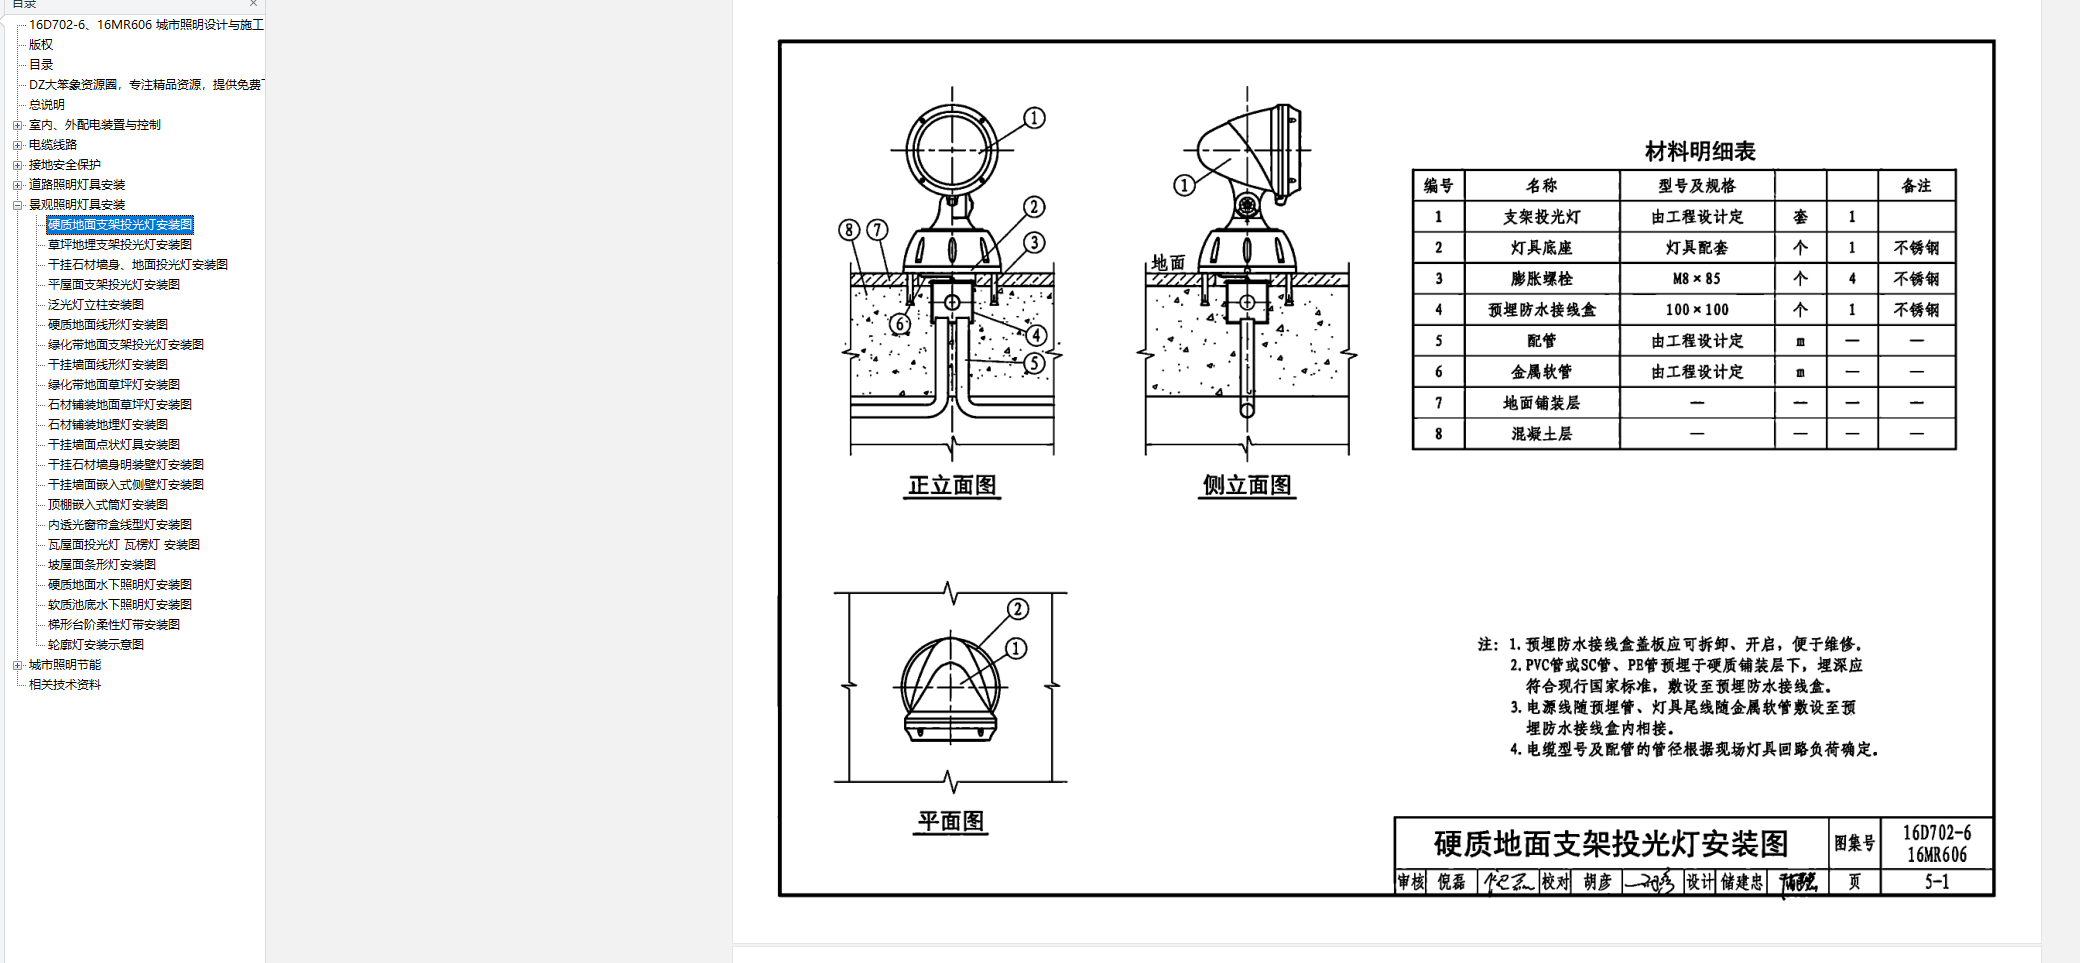 目录
16D702-6、16MR606 城市照明设计与施工
版权
目录
DZ大笨象资源圈，专注精品资源，提供免费
总说明
室内、外配电装置与控制
电缆线路
接地安全保护
道路照明灯具安装
景观照明灯具安装
硬质地面支架投光灯安装图
草坪地埋支架投光灯安装图
干挂石材墙身、地面投光灯安装图
平屋面支架投光灯安装图
泛光灯立柱安装图
硬质地面线形灯安装图
绿化带地面支架投光灯安装图
干挂墙面线形灯安装图
绿化带地面草坪灯安装图
石材铺装地面草坪灯安装图
石材铺装地埋灯安装图
干挂墙面点状灯具安装图
干挂石材墙身明装壁灯安装图
干挂墙面嵌入式侧壁灯安装图
顶棚嵌入式筒灯安装图
内透光窗帘盒线型灯安装图
瓦屋面投光灯 瓦楞灯 安装图
坡屋面条形灯安装图
硬质地面水下照明灯安装图
软质池底水下照明灯安装图
梯形台阶柔性灯带安装图
轮廓灯安装示意图
城市照明节能
相关技术资料
1
2
3
8 7
6
4
5
正立面图
1
地面
侧立面图
2
1
平面图
材料明细表
编号 名称 型号及规格 备注
1 支架投光灯 由工程设计定 套 1
2 灯具底座 灯具配套 个 1 不锈钢
3 膨胀螺栓 M8×85 个 4 不锈钢
4 预埋防水接线盒 100×100 个 1 不锈钢
5 配管 由工程设计定 m — —
6 金属软管 由工程设计定 m — —
7 地面铺装层 — — — —
8 混凝土层 — — — —
注：1.预埋防水接线盒盖板应可拆卸、开启，便于维修。
2.PVC管或SC管、PE管预埋于硬质铺装层下，埋深应
符合现行国家标准，敷设至预埋防水接线盒。
3.电源线随预埋管、灯具尾线随金属软管敷设至预
埋防水接线盒内相接。
4.电缆型号及配管的管径根据现场灯具回路负荷确定。
硬质地面支架投光灯安装图 图集号 16D702-6
16MR606
审核 倪磊 校对 胡彦 设计 储建忠 页 5-1